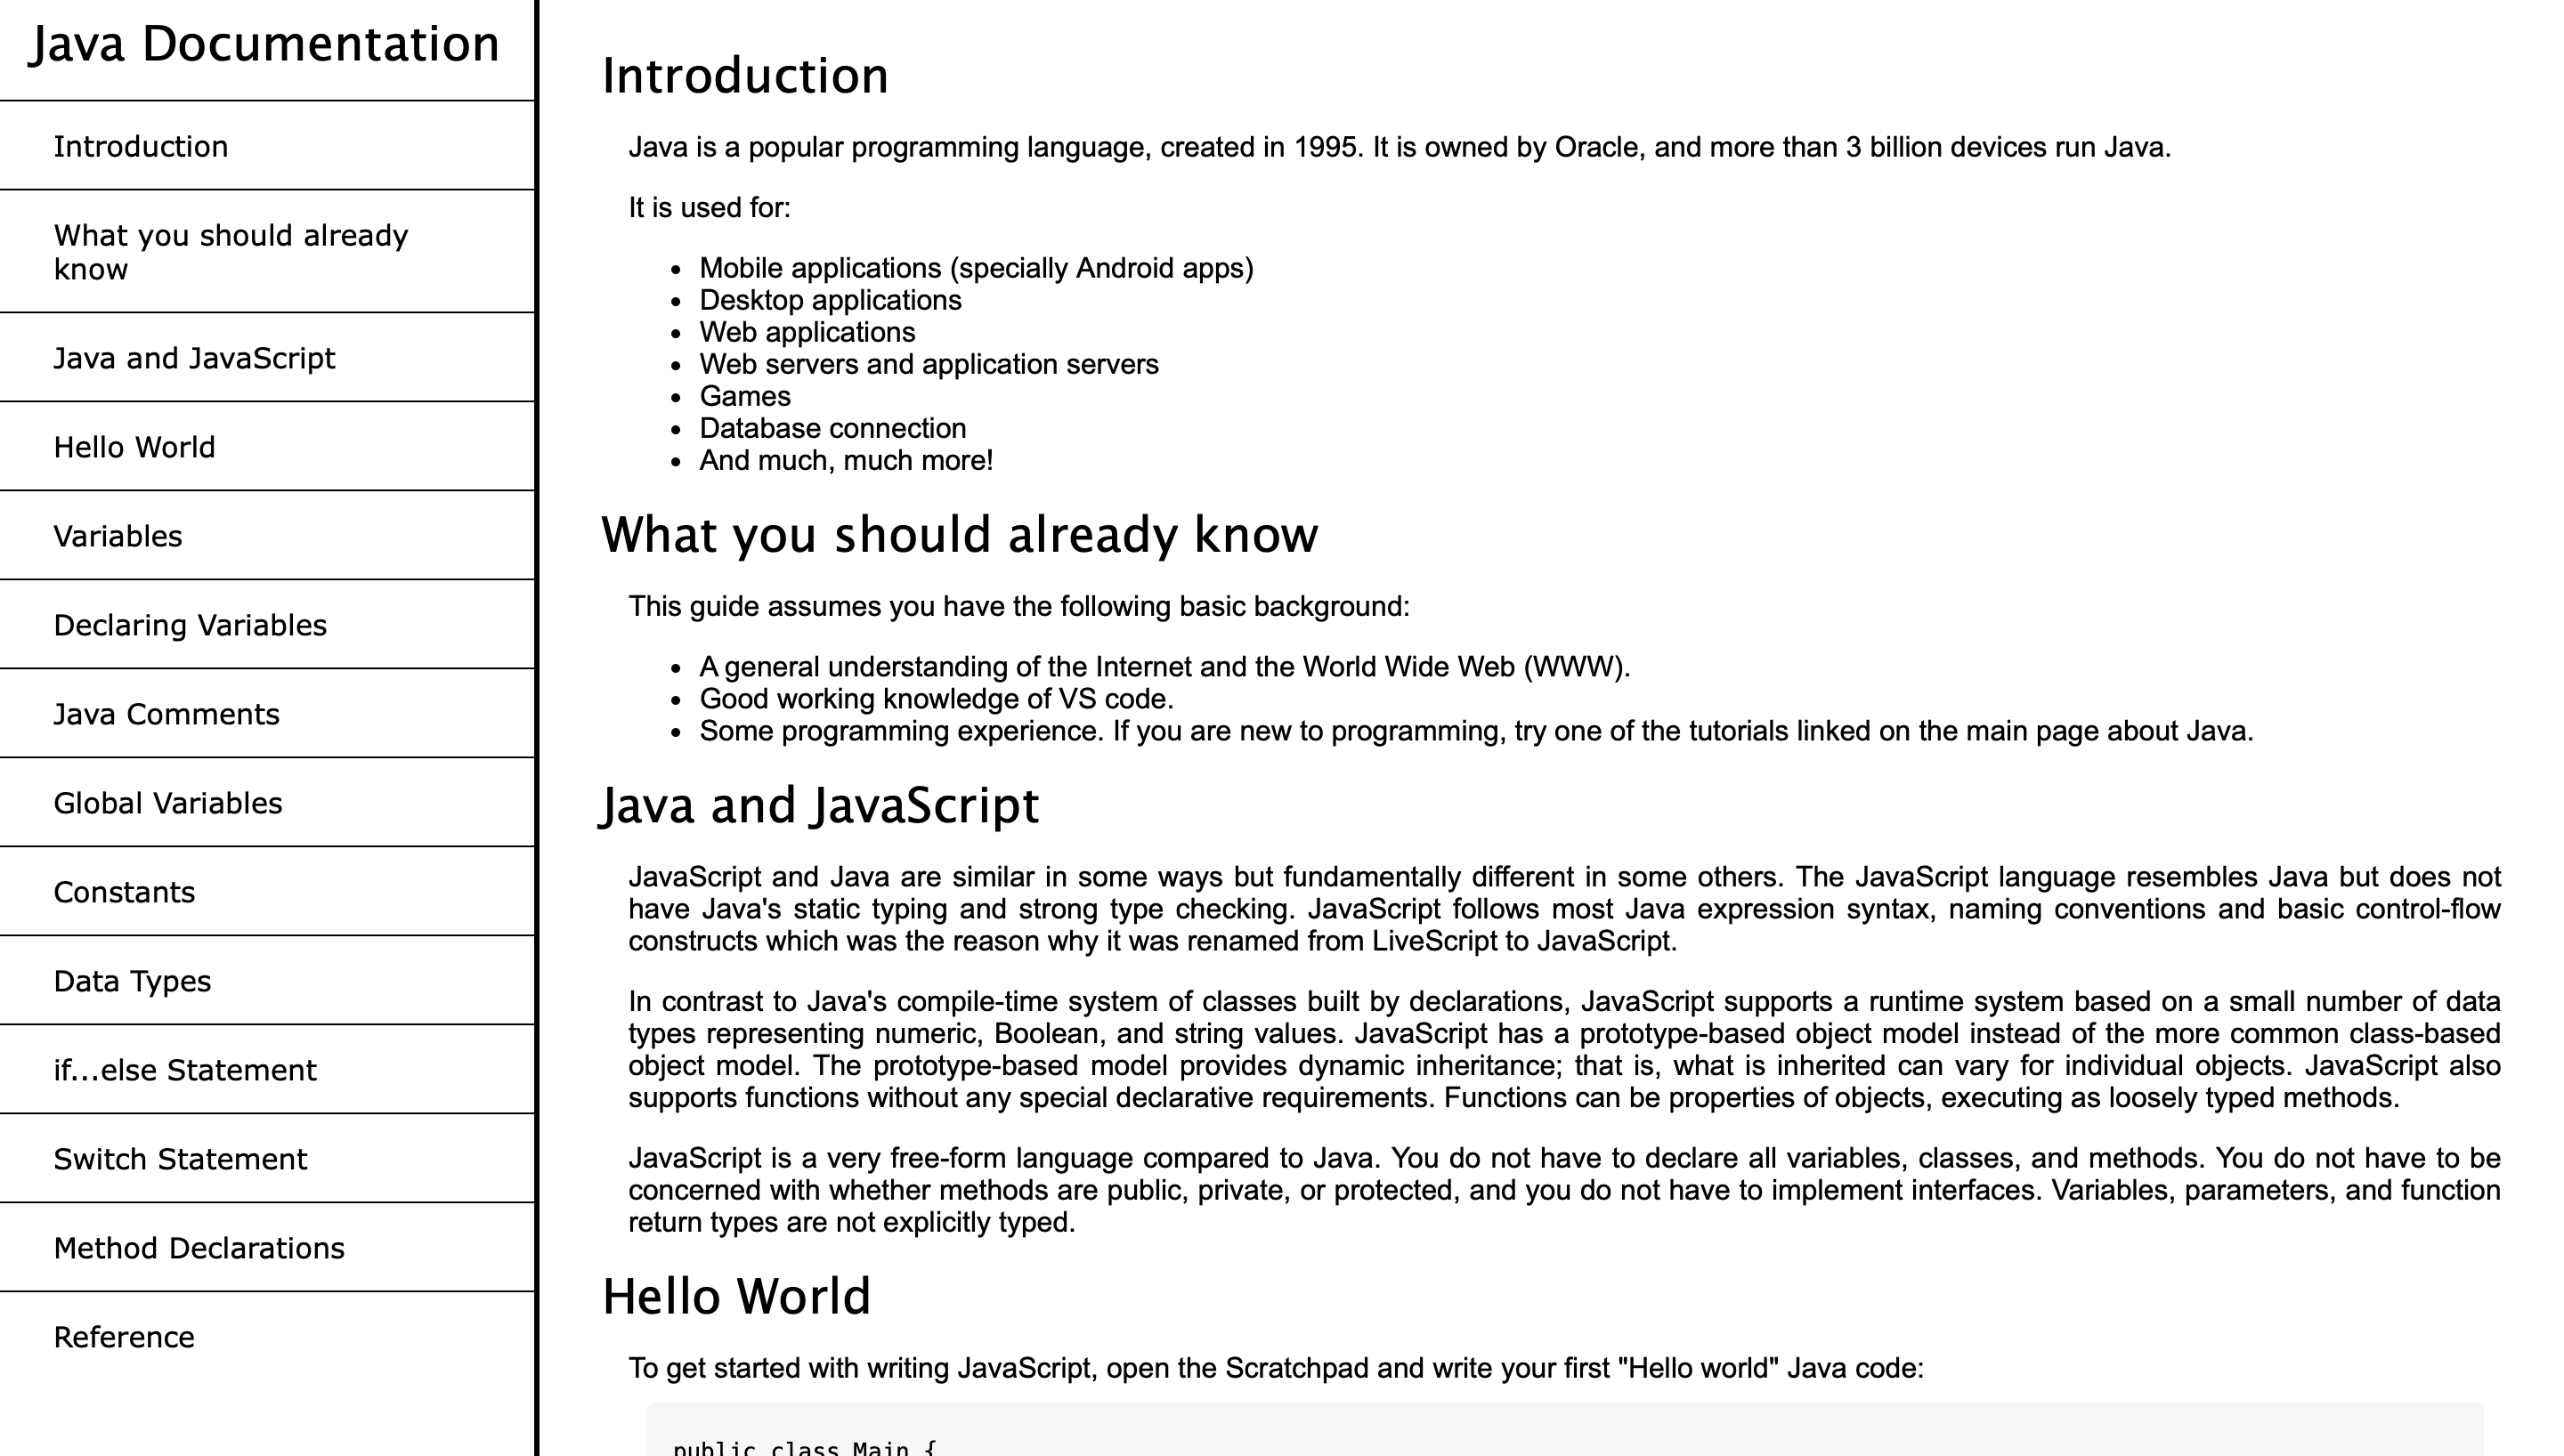 Java Documentation
Introduction
What you should already
know
Java and JavaScript
Hello World
Variables
Declaring Variables
Java Comments
Global Variables
Constants
Data Types
if...else Statement
Switch Statement
Method Declarations
Reference
Introduction
Java is a popular programming language, created in 1995. It is owned by Oracle, and more than 3 billion devices run Java.
It is used for:
• Mobile applications (specially Android apps)
• Desktop applications
• Web applications
• Web servers and application servers
• Games
• Database connection
• And much, much more!
What you should already know
This guide assumes you have the following basic background:
• A general understanding of the Internet and the World Wide Web (WWW).
• Good working knowledge of VS code.
• Some programming experience. If you are new to programming, try one of the tutorials linked on the main page about Java.
Java and JavaScript
JavaScript and Java are similar in some ways but fundamentally different in some others. The JavaScript language resembles Java but does not
have Java's static typing and strong type checking. JavaScript follows most Java expression syntax, naming conventions and basic control-flow
constructs which was the reason why it was renamed from LiveScript to JavaScript.
In contrast to Java's compile-time system of classes built by declarations, JavaScript supports a runtime system based on a small number of data
types representing numeric, Boolean, and string values. JavaScript has a prototype-based object model instead of the more common class-based
object model. The prototype-based model provides dynamic inheritance; that is, what is inherited can vary for individual objects. JavaScript also
supports functions without any special declarative requirements. Functions can be properties of objects, executing as loosely typed methods.
JavaScript is a very free-form language compared to Java. You do not have to declare all variables, classes, and methods. You do not have to be
concerned with whether methods are public, private, or protected, and you do not have to implement interfaces. Variables, parameters, and function
return types are not explicitly typed.
Hello World
To get started with writing JavaScript, open the Scratchpad and write your first "Hello world" Java code:
public class Main {